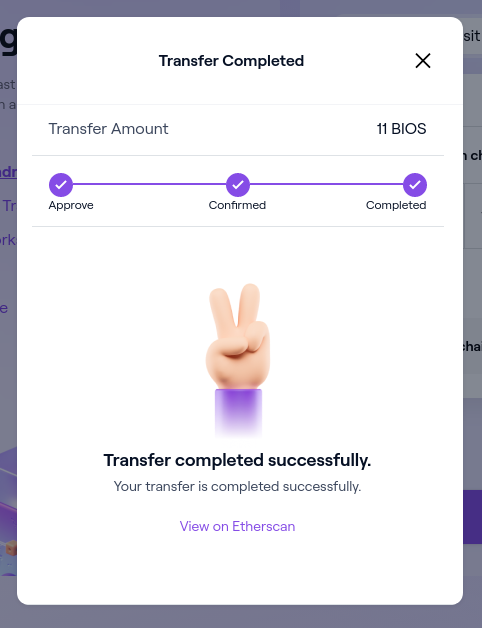 Transfer Completed
Transfer Amount
11 BIOS
Approve
Confirmed
Completed
Transfer completed successfully.
Your transfer is completed successfully.
View on Etherscan